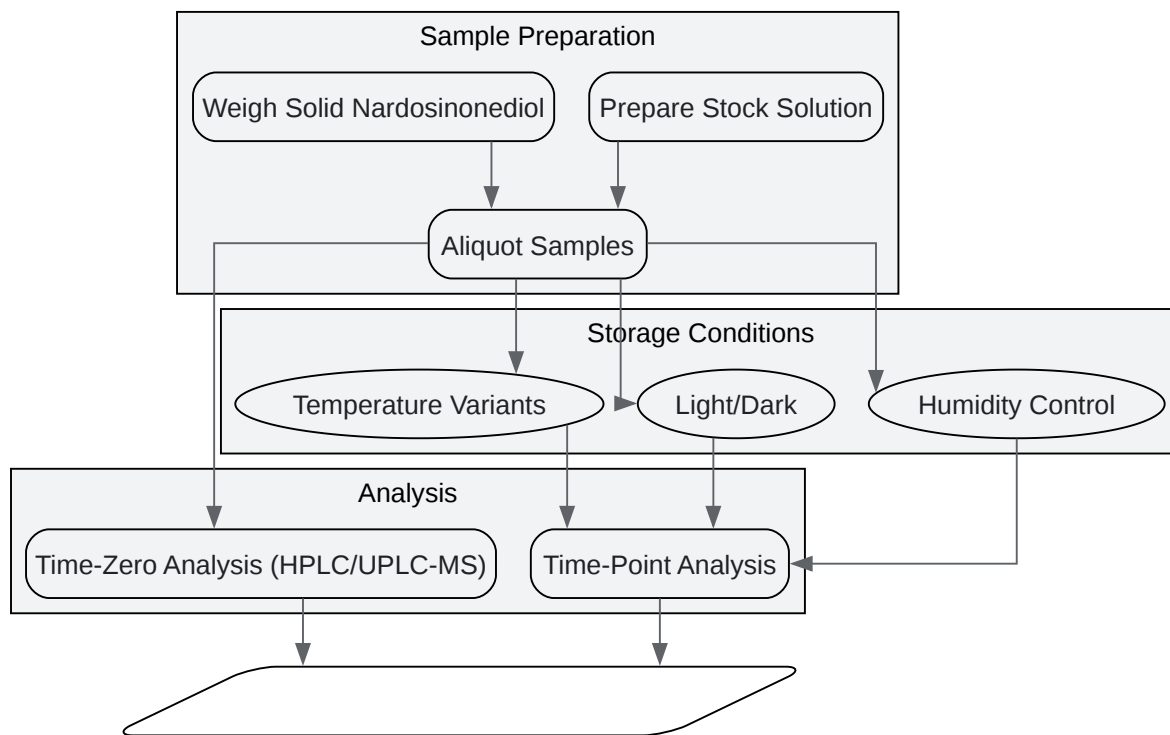 Sample Preparation
Weigh Solid Nardosinonediol
Prepare Stock Solution
Aliquot Samples
Storage Conditions
Temperature Variants
Light/Dark
Humidity Control
Analysis
Time-Zero Analysis (HPLC/UPLC-MS)
Time-Point Analysis